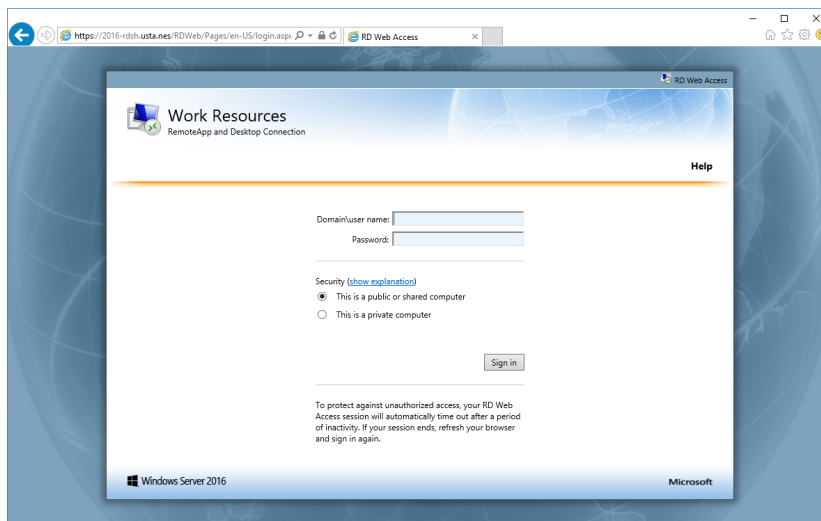 https://2016-rdsh.usta.nes/RDWeb/Pages/en-US/login.asp
RD Web Access
RD Web Access
Work Resources
RemoteApp and Desktop Connection
Help
Domain\user name:
Password:
Security (show explanation)
This is a public or shared computer
This is a private computer
Sign in
To protect against unauthorized access, your RD Web
Access session will automatically time out after a period
of inactivity. If your session ends, refresh your browser
and sign in again.
Windows Server 2016
Microsoft